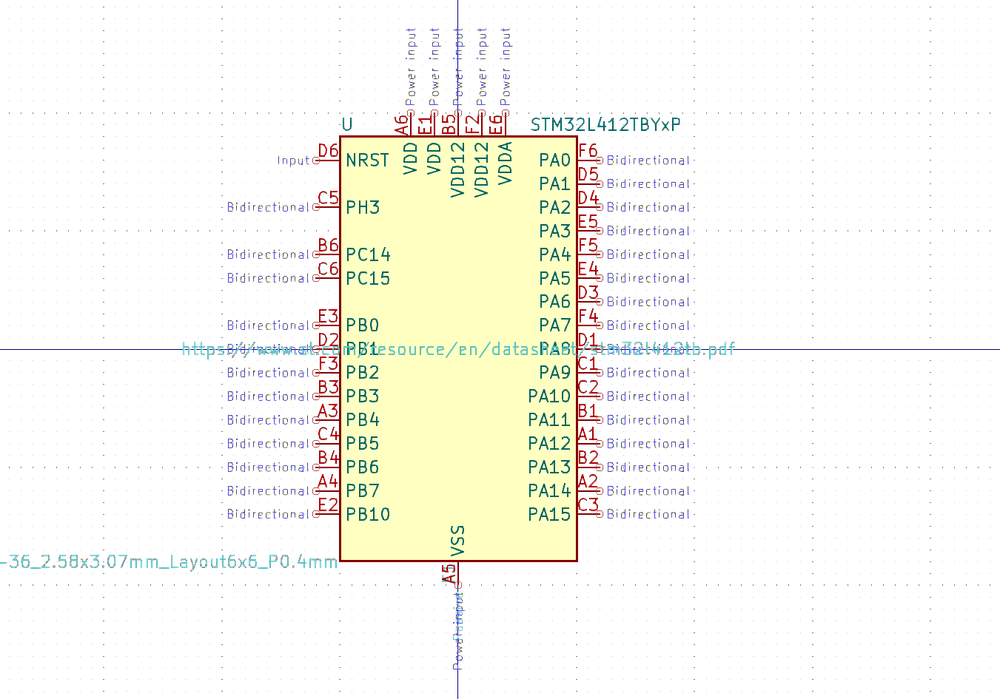 Power input Power input Power input Power input Power input
A6 E1 B5 F2 E6
U STM32L412TBYxP
VDD VDD VDD12 VDD12 VDDA
Input D6 NRST PA0 F6 Bidirectional
PA1 D5 Bidirectional
Bidirectional C5 PH3 PA2 D4 Bidirectional
PA3 E5 Bidirectional
Bidirectional B6 PC14 PA4 F5 Bidirectional
Bidirectional C6 PC15 PA5 E4 Bidirectional
PA6 D3 Bidirectional
Bidirectional E3 PB0 PA7 F4 Bidirectional
Bidirectional D2 PB1 PA8 D1 Bidirectional
https://www.st.com/resource/en/datasheet/stm32l412tb.pdf
Bidirectional F3 PB2 PA9 C1 Bidirectional
Bidirectional B3 PB3 PA10 C2 Bidirectional
Bidirectional A3 PB4 PA11 B1 Bidirectional
Bidirectional C4 PB5 PA12 A1 Bidirectional
Bidirectional B4 PB6 PA13 B2 Bidirectional
Bidirectional A4 PB7 PA14 A2 Bidirectional
Bidirectional E2 PB10 PA15 C3 Bidirectional
VSS
-36_2.58x3.07mm_Layout6x6_P0.4mm
A5
Power input